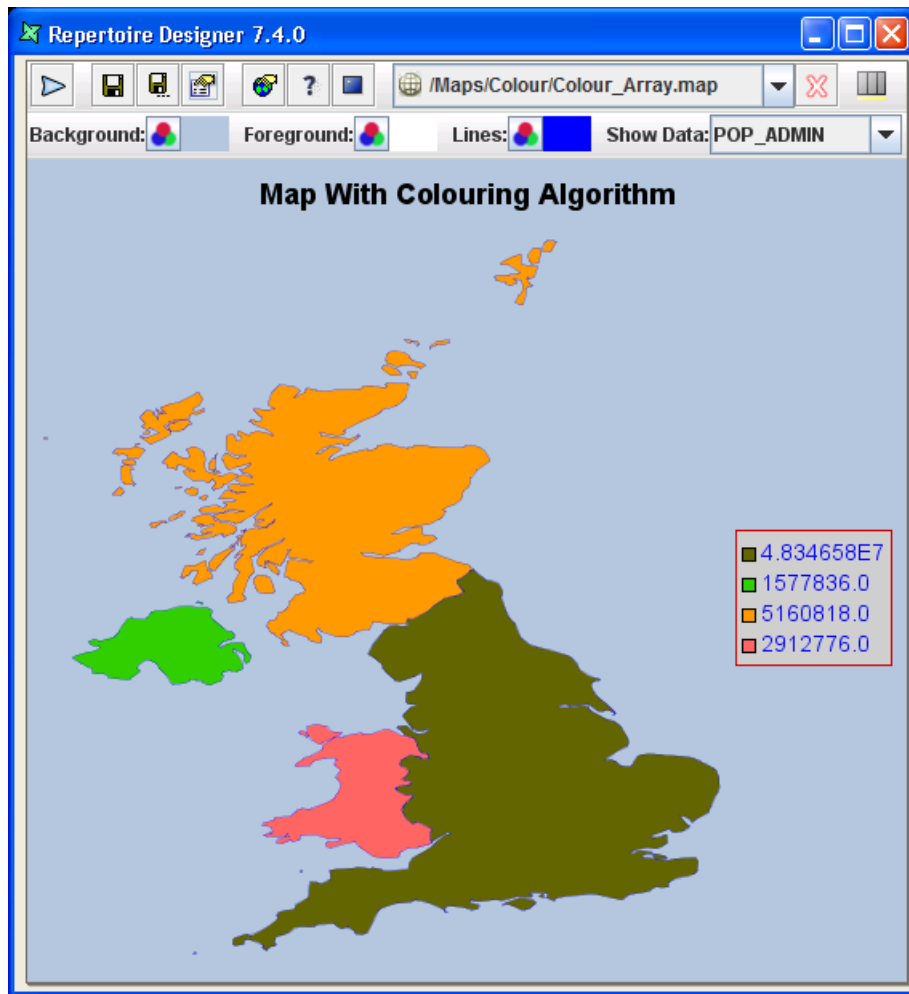 Repertoire Designer 7.4.0
? /Maps/Colour/Colour_Array.map
Background: Foreground: Lines: Show Data: POP_ADMIN
Map With Colouring Algorithm
4.834658E7
1577836.0
5160818.0
2912776.0